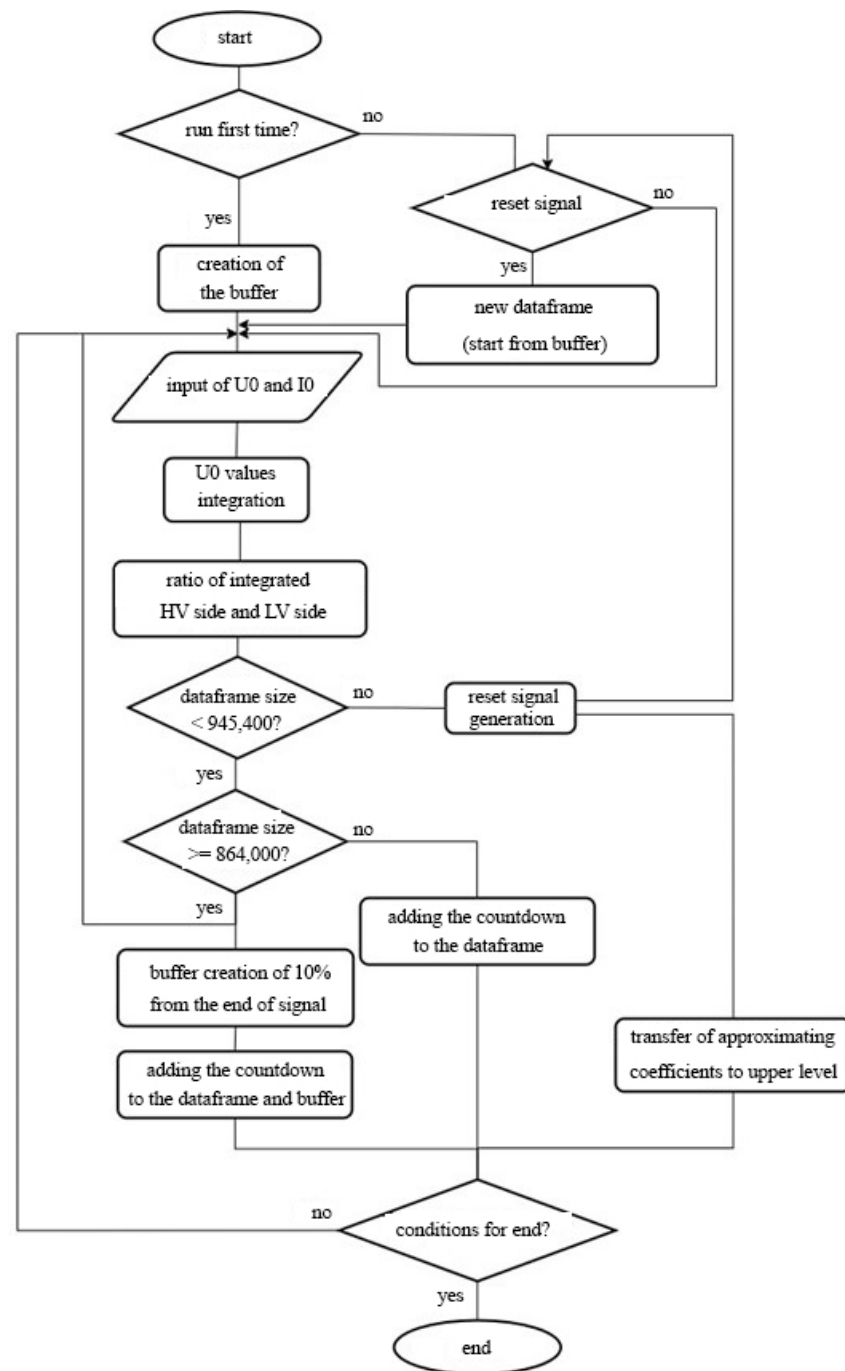 start
run first time?
no
reset signal
no
yes
creation of
the buffer
yes
new dataframe
(start from buffer)
input of U0 and I0
U0 values
integration
ratio of integrated
HV side and LV side
dataframe size
< 945,400?
no
reset signal
generation
yes
dataframe size
>= 864,000?
no
yes
adding the countdown
to the dataframe
buffer creation of 10%
from the end of signal
transfer of approximating
coefficients to upper level
adding the countdown
to the dataframe and buffer
no
conditions for end?
yes
end